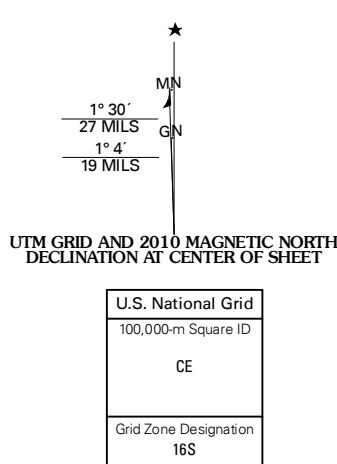 MN
1° 30´
27 MILS
GN
1° 4´
19 MILS
UTM GRID AND 2010 MAGNETIC NORTH
DECLINATION AT CENTER OF SHEET
U.S. National Grid
100,000-m Square ID
CE
Grid Zone Designation
16S